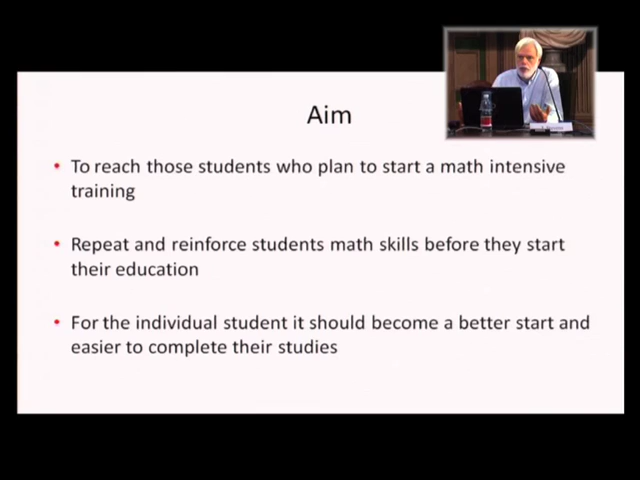 Aim
• To reach those students who plan to start a math intensive
training
• Repeat and reinforce students math skills before they start
their education
• For the individual student it should become a better start and
easier to complete their studies